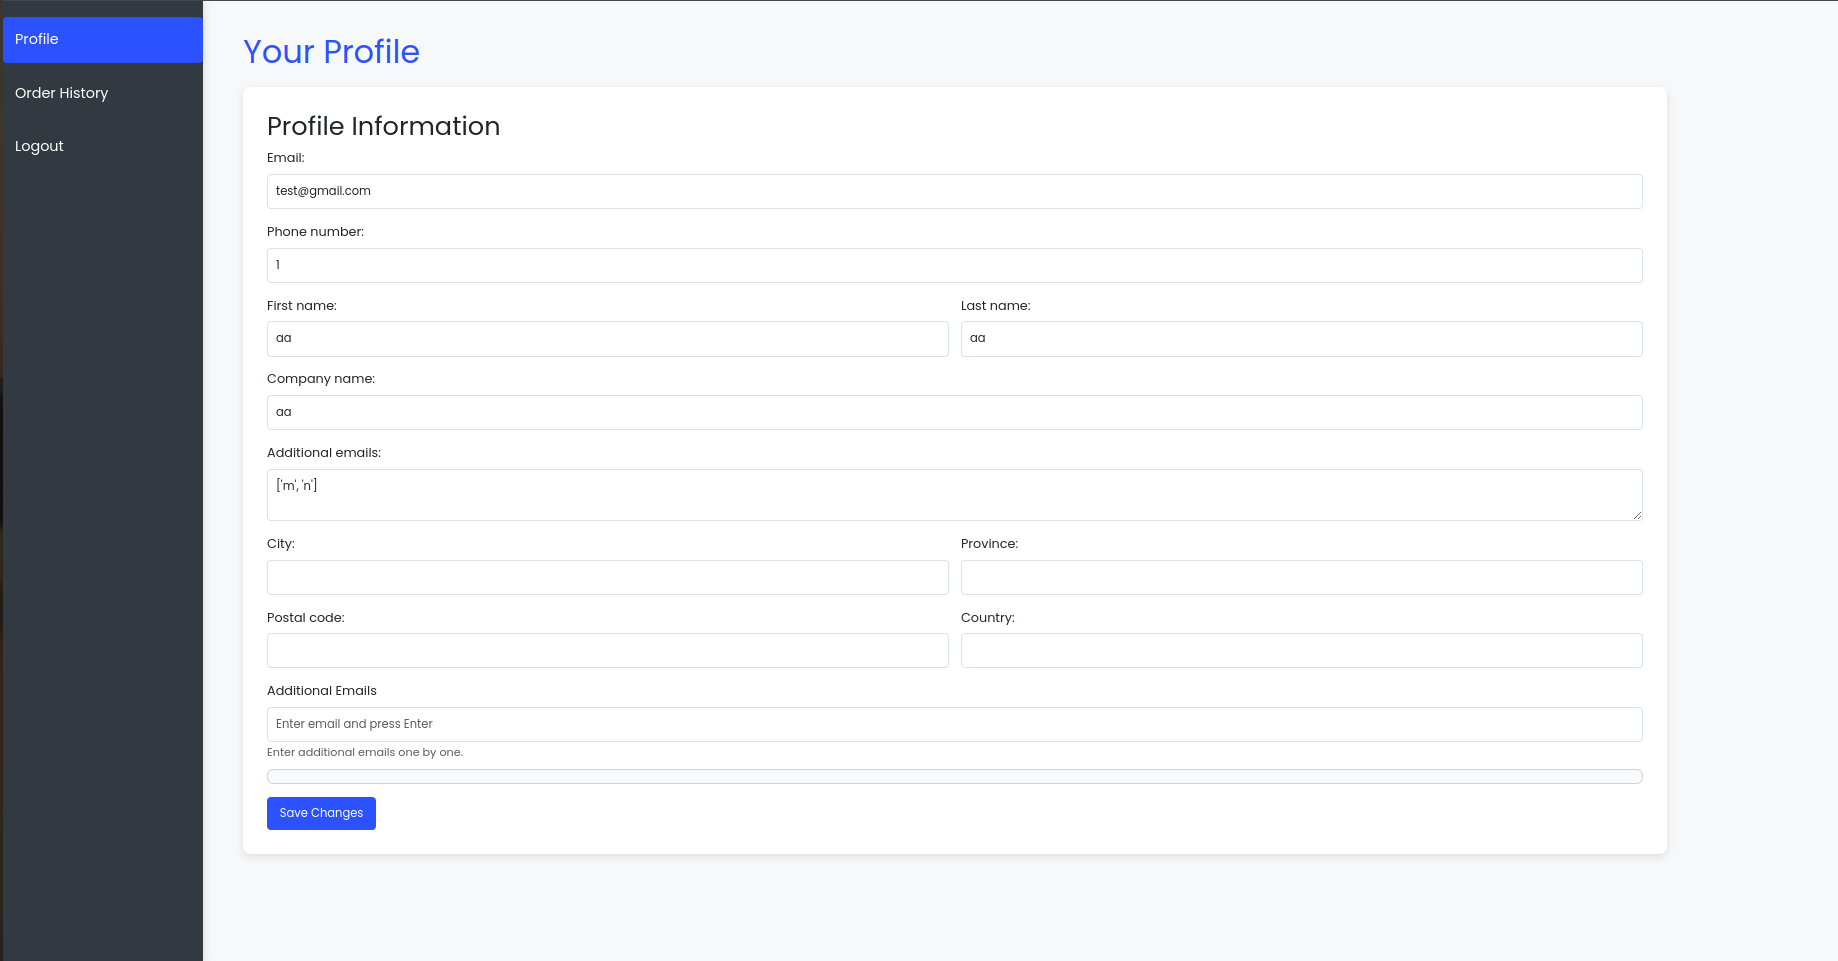 Profile
Order History
Logout
Your Profile
Profile Information
Email:
test@gmail.com
Phone number:
1
First name:
Last name:
aa
aa
Company name:
aa
Additional emails:
['m', 'n']
City:
Province:
Postal code:
Country:
Additional Emails
Enter email and press Enter
Enter additional emails one by one.
Save Changes